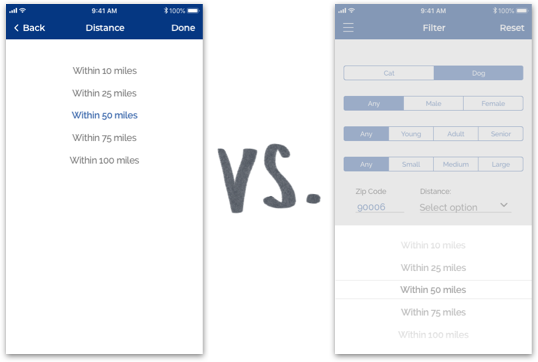 9:41 AM 100%
Back Distance Done
Within 10 miles
Within 25 miles
Within 50 miles
Within 75 miles
Within 100 miles
vs.
9:41 AM 100%
Filter Reset
Cat Dog
Any Male Female
Any Young Adult Senior
Any Small Medium Large
Zip Code Distance:
90006 Select option
Within 10 miles
Within 25 miles
Within 50 miles
Within 75 miles
Within 100 miles